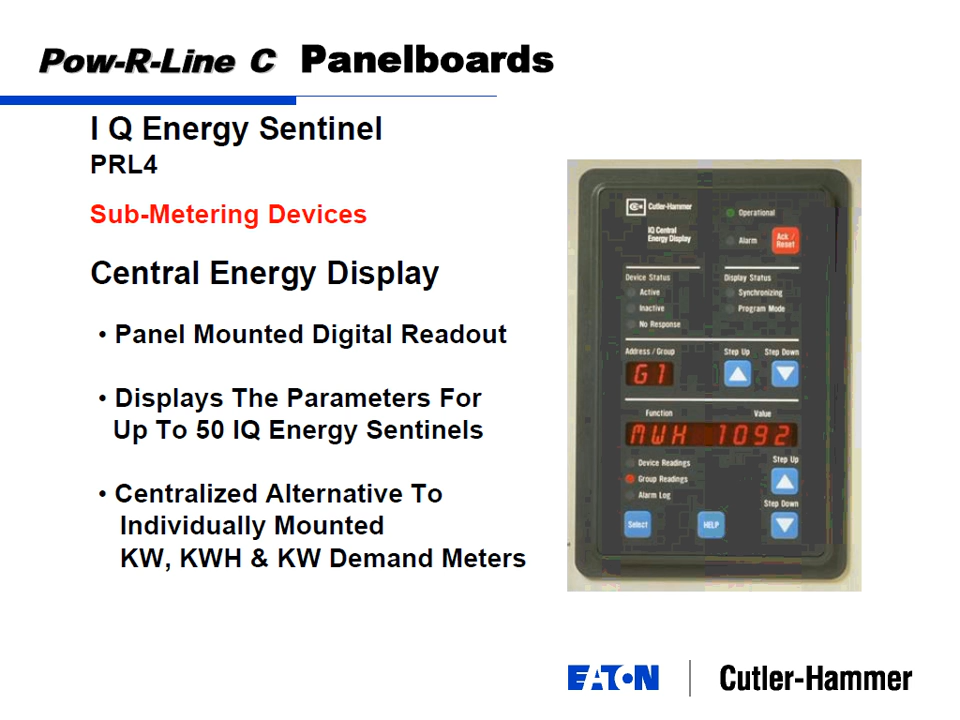 Pow-R-Line C Panelboards
I Q Energy Sentinel
PRL4
Sub-Metering Devices
Central Energy Display
• Panel Mounted Digital Readout
• Displays The Parameters For
Up To 50 IQ Energy Sentinels
• Centralized Alternative To
Individually Mounted
KW, KWH & KW Demand Meters
Cutler-Hammer
IQ Central
Energy Display
Operational
Alarm
Ack /
Reset
Device Status
Display Status
Active
Synchronizing
Inactive
Program Mode
No Response
Address / Group
Step Up
Step Down
G1
Function
Value
MWH 1092
Device Readings
Step Up
Group Readings
Alarm Log
Step Down
Select
HELP
EATON
Cutler-Hammer